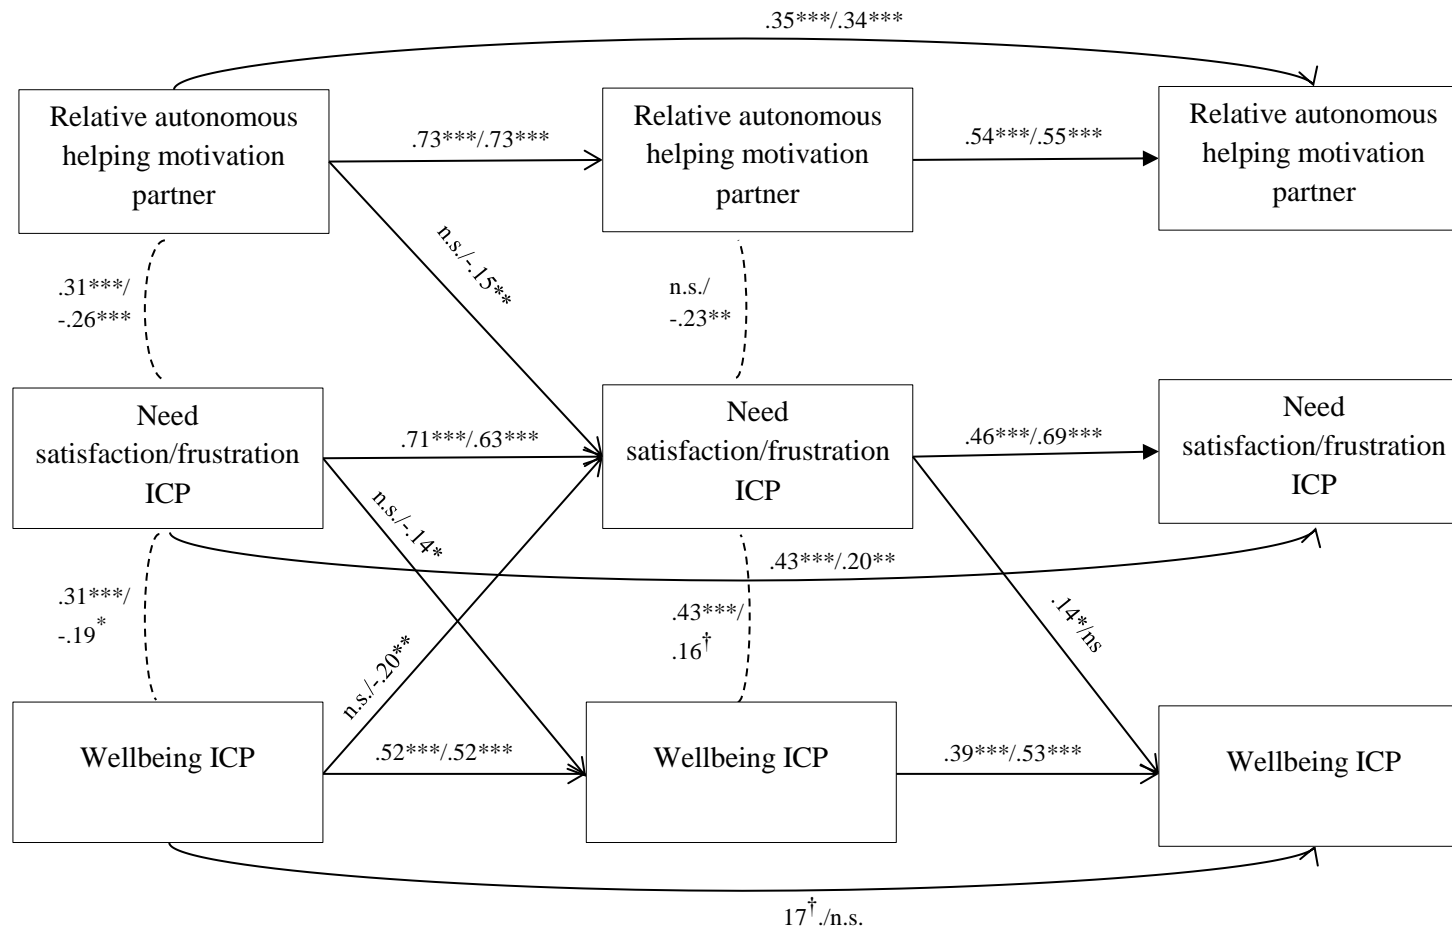 .35***/.34***
Relative autonomous
helping motivation
partner
.73***/.73***
Relative autonomous
helping motivation
partner
.54***/.55***
Relative autonomous
helping motivation
partner
n.s./-.15**
.31***/
-.26***
n.s./
-.23**
Need
satisfaction/frustration
ICP
.71***/.63***
Need
satisfaction/frustration
ICP
.46***/.69***
Need
satisfaction/frustration
ICP
n.s./-.14*
.43***/.20**
.31***/
-.19*
.43***/
.16†
.14*/ns
n.s./-.20**
Wellbeing ICP
.52***/.52***
Wellbeing ICP
.39***/.53***
Wellbeing ICP
17†./n.s.